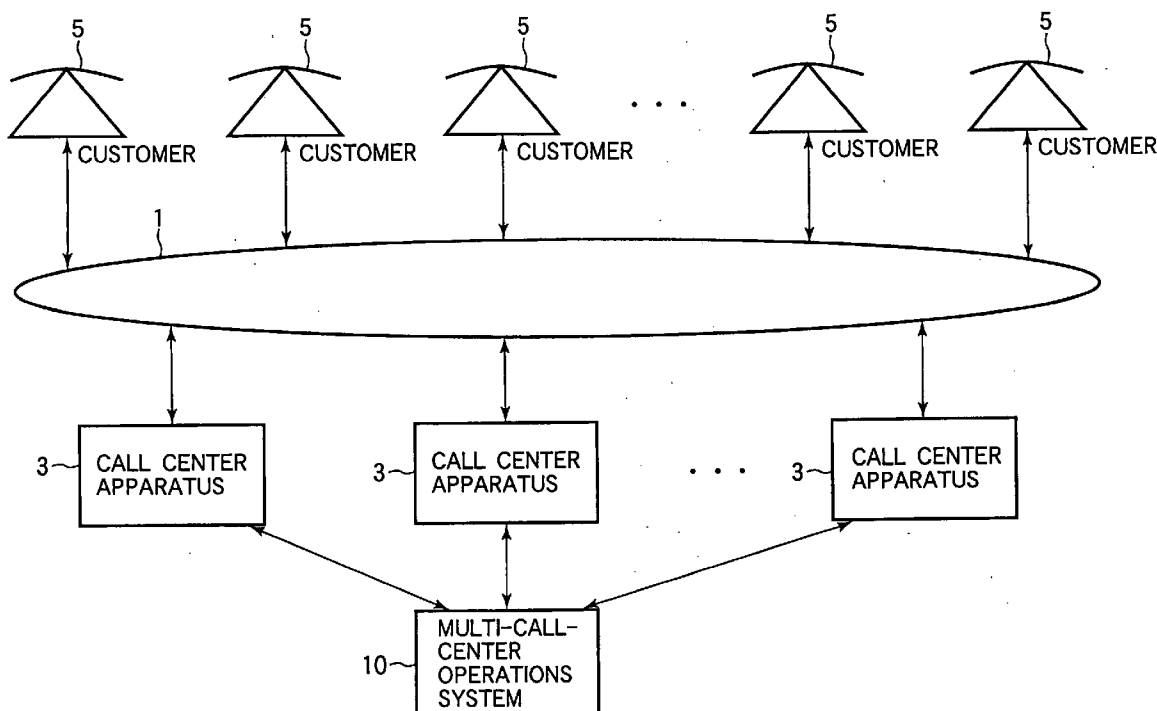 5 5 5 5 5
. . .
CUSTOMER CUSTOMER CUSTOMER CUSTOMER CUSTOMER
1
3 CALL CENTER APPARATUS
3 CALL CENTER APPARATUS
. . .
3 CALL CENTER APPARATUS
10 MULTI-CALL-
CENTER
OPERATIONS
SYSTEM